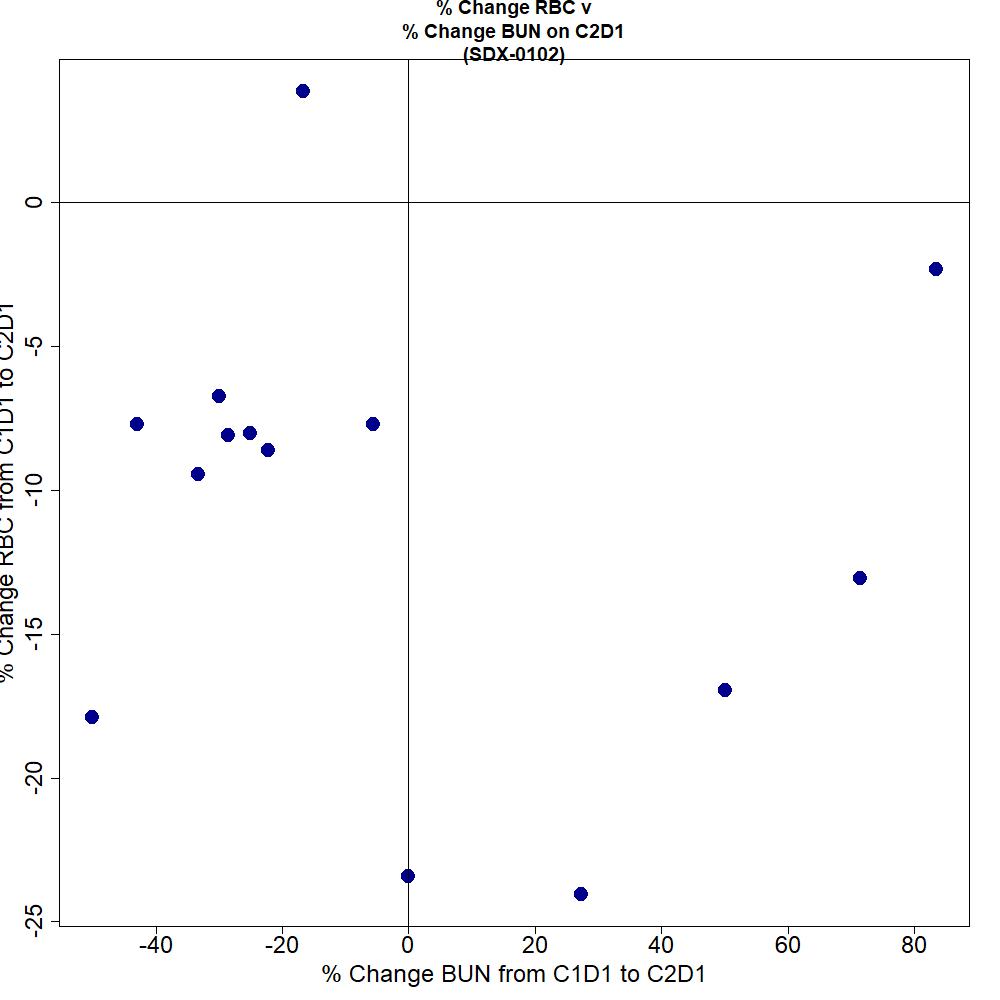 % Change RBC v
% Change BUN on C2D1
(SDX-0102)
% Change RBC from C1D1 to C2D1
0
-5
-10
-15
-20
-25
-40 -20 0 20 40 60 80
% Change BUN from C1D1 to C2D1